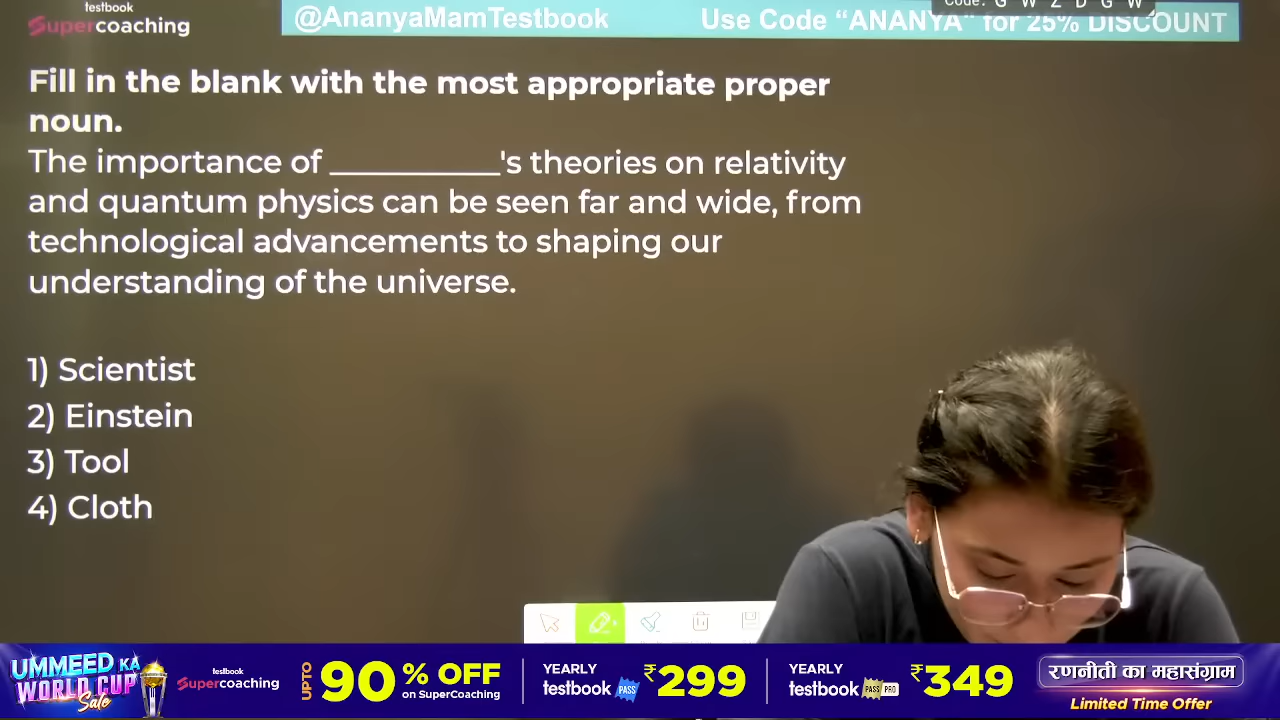 testbook
Supercoaching
@AnanyaMamTestbook
Use Code “ANANYA” for 25% DISCOUNT
Code: G W Z D G W
Fill in the blank with the most appropriate proper
noun.
The importance of __________'s theories on relativity
and quantum physics can be seen far and wide, from
technological advancements to shaping our
understanding of the universe.
1) Scientist
2) Einstein
3) Tool
4) Cloth
UMMEED KA
WORLD CUP
Sale
testbook
Supercoaching
UPTO 90% OFF
on SuperCoaching
YEARLY
testbook PASS
₹299
YEARLY
testbook PASS PRO
₹349
रणनीती का महासंग्राम
Limited Time Offer